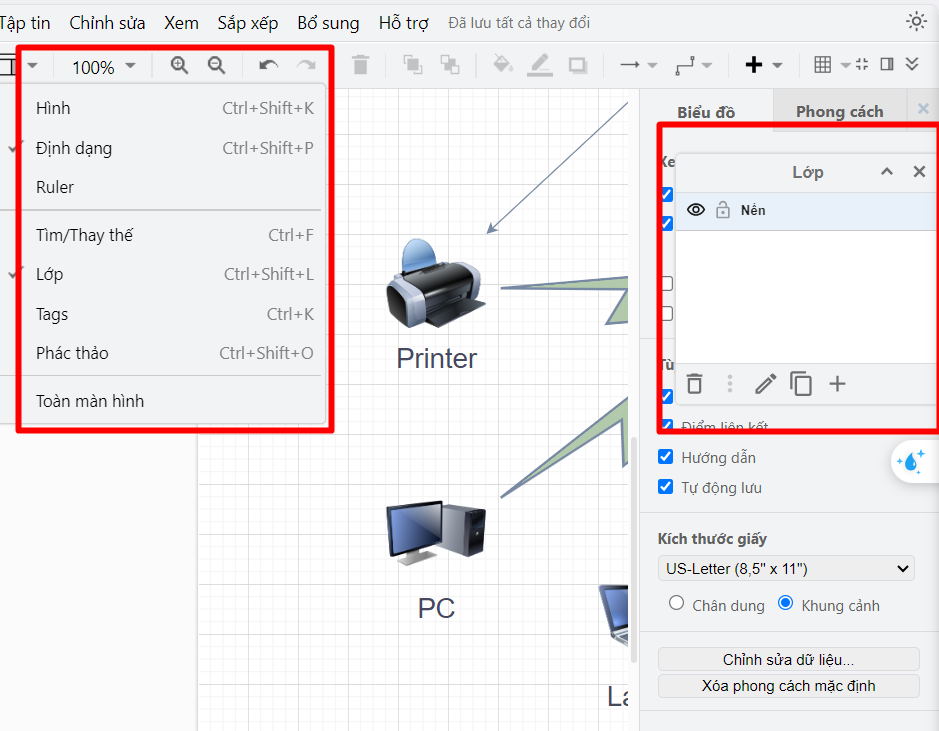 Tập tin Chỉnh sửa Xem Sắp xếp Bổ sung Hỗ trợ Đã lưu tất cả thay đổi
100%
Hình Ctrl+Shift+K
Định dạng Ctrl+Shift+P
Ruler
Tìm/Thay thế Ctrl+F
Lớp Ctrl+Shift+L
Tags Ctrl+K
Phác thảo Ctrl+Shift+O
Toàn màn hình
Printer
PC
La
Biểu đồ Phong cách
Xe
Lớp
Nền
Tù
Điểm liên kết
Hướng dẫn
Tự động lưu
Kích thước giấy
US-Letter (8,5" x 11")
Chân dung Khung cảnh
Chỉnh sửa dữ liệu...
Xóa phong cách mặc định